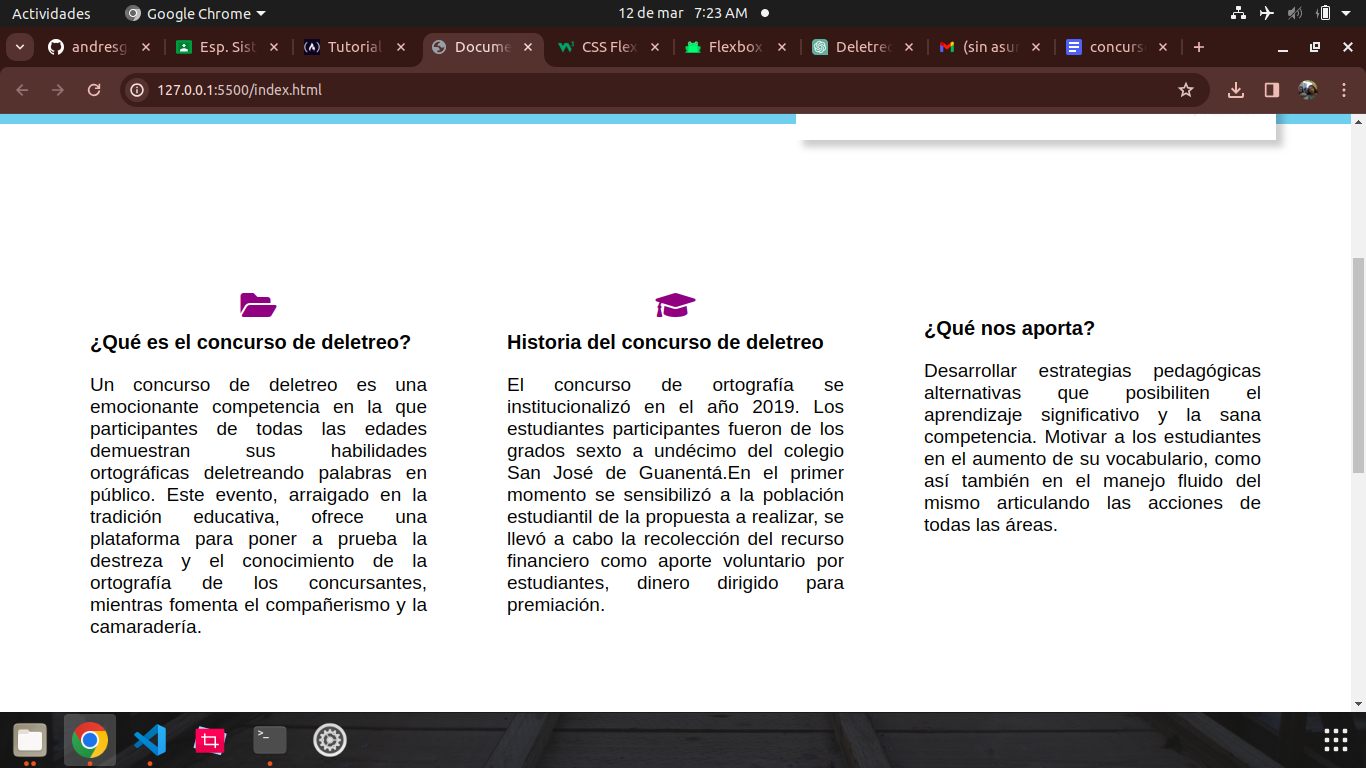 Actividades
Google Chrome
12 de mar 7:23 AM
andresg
Esp. Sist
Tutorial
Docume
CSS Flex
Flexbox
Deletreo
(sin asun
concurs
127.0.0.1:5500/index.html
¿Qué es el concurso de deletreo?
Un concurso de deletreo es una
emocionante competencia en la que
participantes de todas las edades
demuestran sus habilidades
ortográficas deletreando palabras en
público. Este evento, arraigado en la
tradición educativa, ofrece una
plataforma para poner a prueba la
destreza y el conocimiento de la
ortografía de los concursantes,
mientras fomenta el compañerismo y la
camaradería.
Historia del concurso de deletreo
El concurso de ortografía se
institucionalizó en el año 2019. Los
estudiantes participantes fueron de los
grados sexto a undécimo del colegio
San José de Guanentá.En el primer
momento se sensibilizó a la población
estudiantil de la propuesta a realizar, se
llevó a cabo la recolección del recurso
financiero como aporte voluntario por
estudiantes, dinero dirigido para
premiación.
¿Qué nos aporta?
Desarrollar estrategias pedagógicas
alternativas que posibiliten el
aprendizaje significativo y la sana
competencia. Motivar a los estudiantes
en el aumento de su vocabulario, como
así también en el manejo fluido del
mismo articulando las acciones de
todas las áreas.